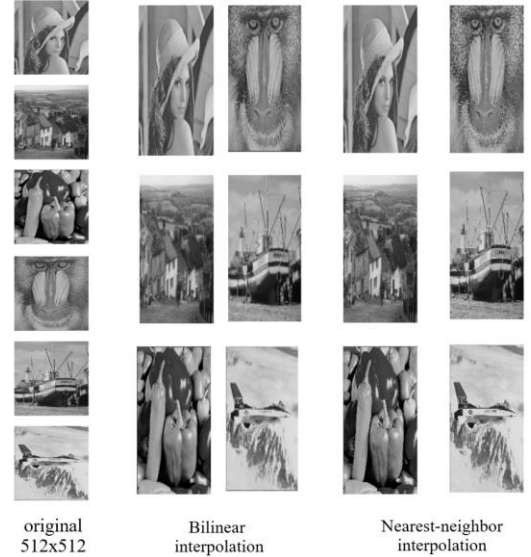 original
512x512
Bilinear
interpolation
Nearest-neighbor
interpolation